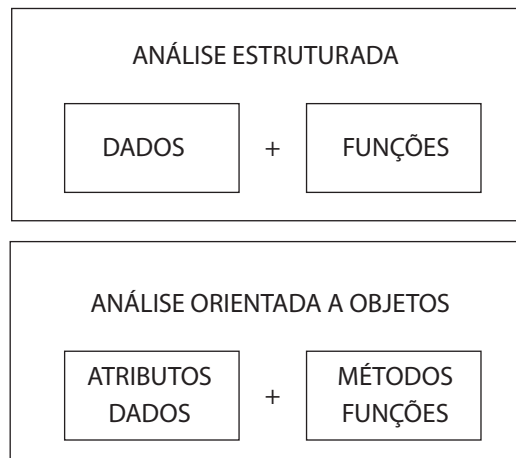 ANÁLISE ESTRUTURADA
DADOS + FUNÇÕES
ANÁLISE ORIENTADA A OBJETOS
ATRIBUTOS
DADOS
+
MÉTODOS
FUNÇÕES